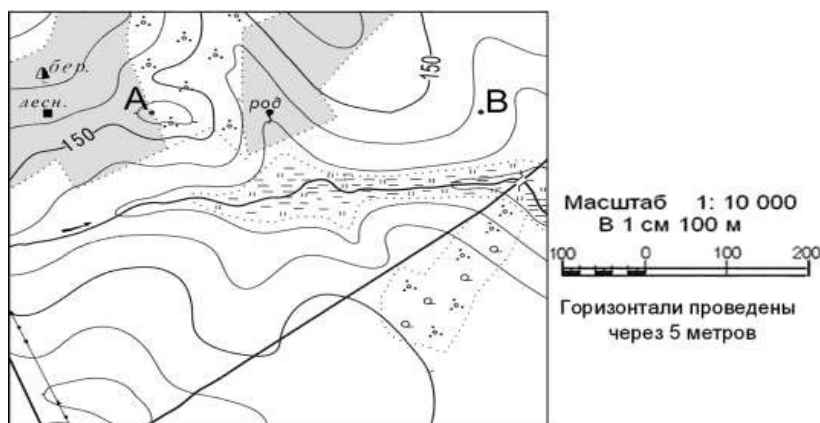 бер.
150
лесн.
А
род
В
150
Масштаб 1: 10 000
В 1 см 100 м
100 0 100 200
Горизонтали проведены
через 5 метров